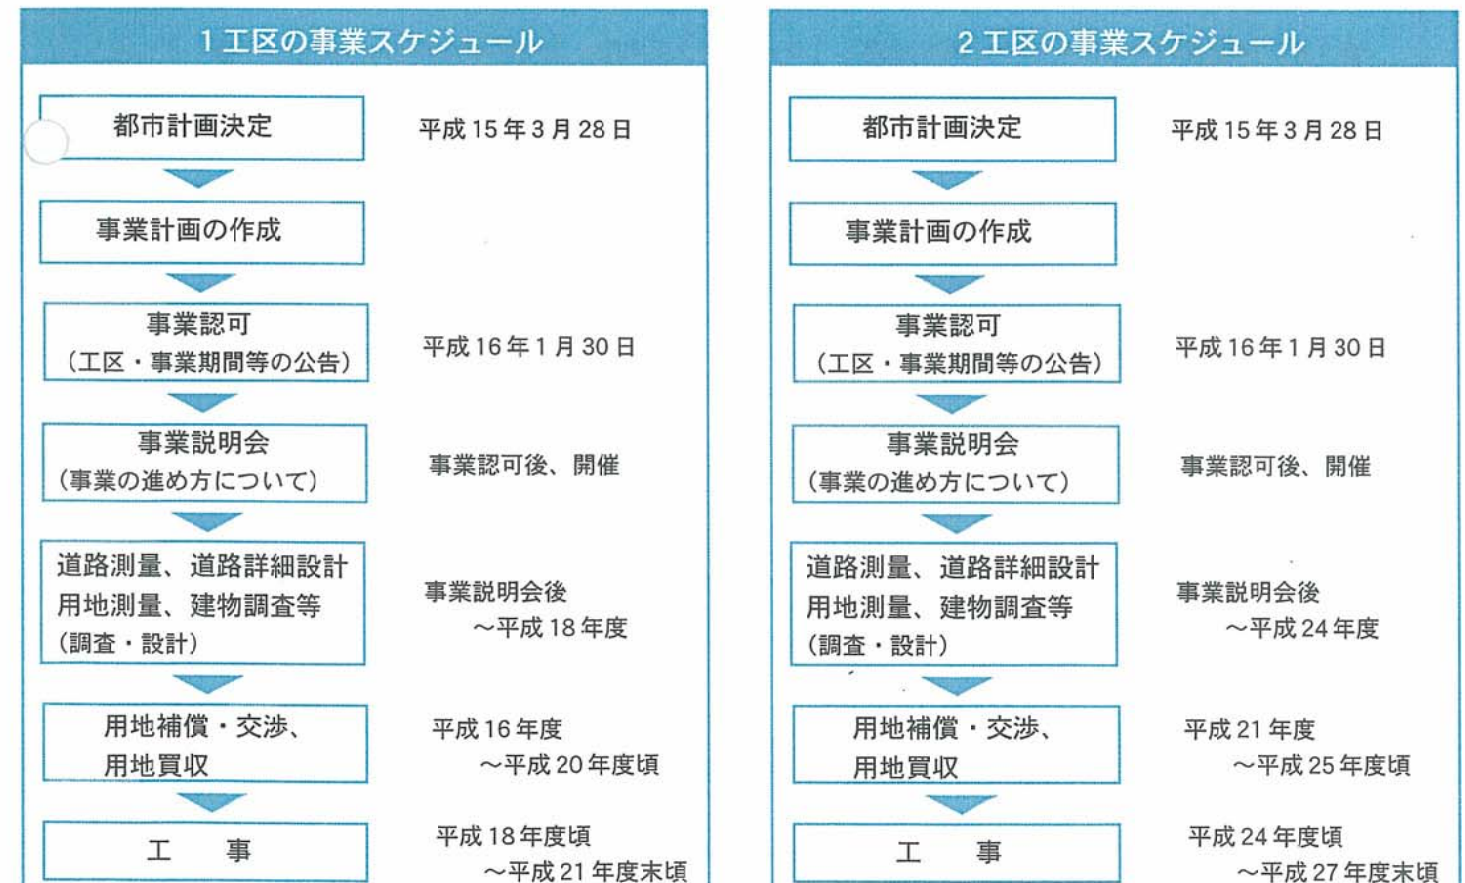 1工区の事業スケジュール
都市計画決定
平成15年3月28日
事業計画の作成
事業認可
(工区・事業期間等の公告)
平成16年1月30日
事業説明会
(事業の進め方について)
事業認可後、開催
道路測量、道路詳細設計
用地測量、建物調査等
(調査・設計)
事業説明会後
～平成18年度
用地補償・交渉、
用地買収
平成16年度
～平成20年度頃
工 事
平成18年度頃
～平成21年度末頃
2工区の事業スケジュール
都市計画決定
平成15年3月28日
事業計画の作成
事業認可
(工区・事業期間等の公告)
平成16年1月30日
事業説明会
(事業の進め方について)
事業認可後、開催
道路測量、道路詳細設計
用地測量、建物調査等
(調査・設計)
事業説明会後
～平成24年度
用地補償・交渉、
用地買収
平成21年度
～平成25年度頃
工 事
平成24年度頃
～平成27年度末頃